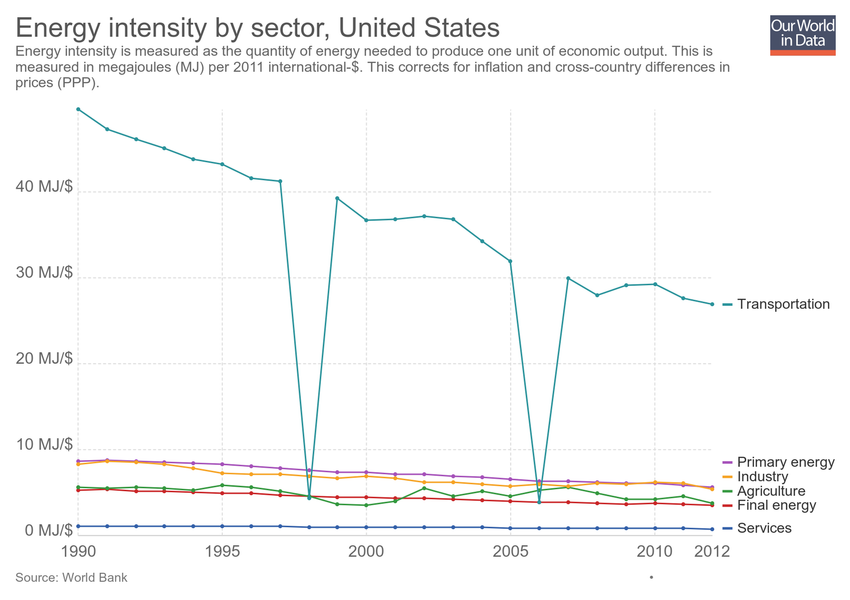 Energy intensity by sector, United States
Our World
in Data
Energy intensity is measured as the quantity of energy needed to produce one unit of economic output. This is
measured in megajoules (MJ) per 2011 international-$. This corrects for inflation and cross-country differences in
prices (PPP).
40 MJ/$
30 MJ/$
20 MJ/$
10 MJ/$
0 MJ/$
Transportation
Primary energy
Industry
Agriculture
Final energy
Services
1990 1995 2000 2005 2010 2012
Source: World Bank